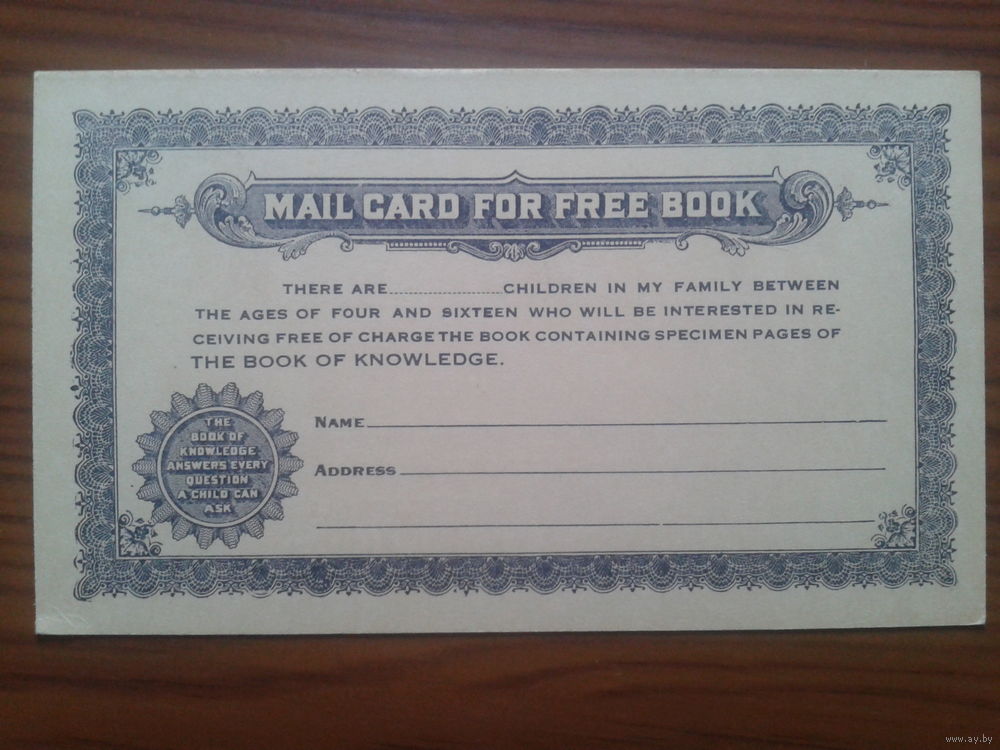 MAIL CARD FOR FREE BOOK
THERE ARE....................CHILDREN IN MY FAMILY BETWEEN
THE AGES OF FOUR AND SIXTEEN WHO WILL BE INTERESTED IN RE-
CEIVING FREE OF CHARGE THE BOOK CONTAINING SPECIMEN PAGES OF
THE BOOK OF KNOWLEDGE.
THE
BOOK OF
KNOWLEDGE
ANSWERS EVERY
QUESTION
A CHILD CAN
ASK
NAME
ADDRESS
www.ay.by